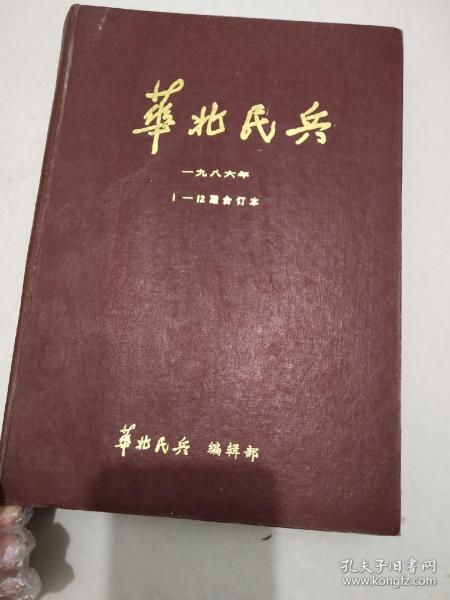 華北民兵
一九八六年
1—12期合订本
華北民兵 编辑部
孔夫子旧书网
www.kongfz.com